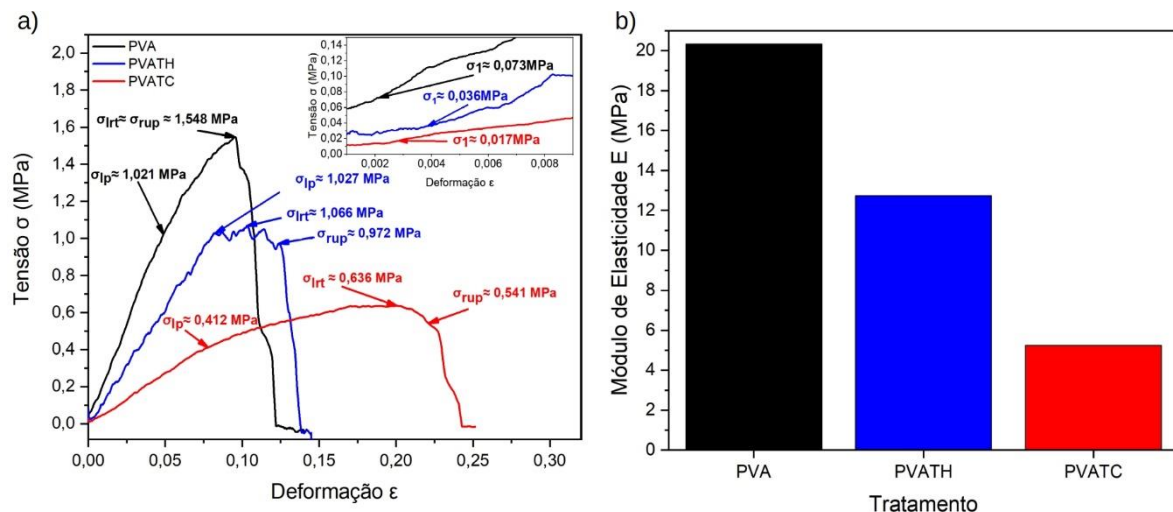 a)
PVA
PVATH
PVATC
σlrt ≈ σrup ≈ 1,548 MPa
σlp≈ 1,021 MPa
σlp≈ 1,027 MPa
σlrt≈ 1,066 MPa
σrup≈ 0,972 MPa
σlrt ≈ 0,636 MPa
σrup≈ 0,541 MPa
σlp≈ 0,412 MPa
Tensão σ (MPa)
2,0
1,8
1,6
1,4
1,2
1,0
0,8
0,6
0,4
0,2
0,0
0,00 0,05 0,10 0,15 0,20 0,25 0,30
Deformação ε
Tensão σ (MPa)
0,14
0,12
0,10
0,08
0,06
0,04
0,02
0,00
σ1≈ 0,073MPa
σ1≈ 0,036MPa
σ1≈ 0,017MPa
0,002 0,004 0,006 0,008
Deformação ε
b)
Módulo de Elasticidade E (MPa)
20
18
16
14
12
10
8
6
4
2
0
PVA PVATH PVATC
Tratamento